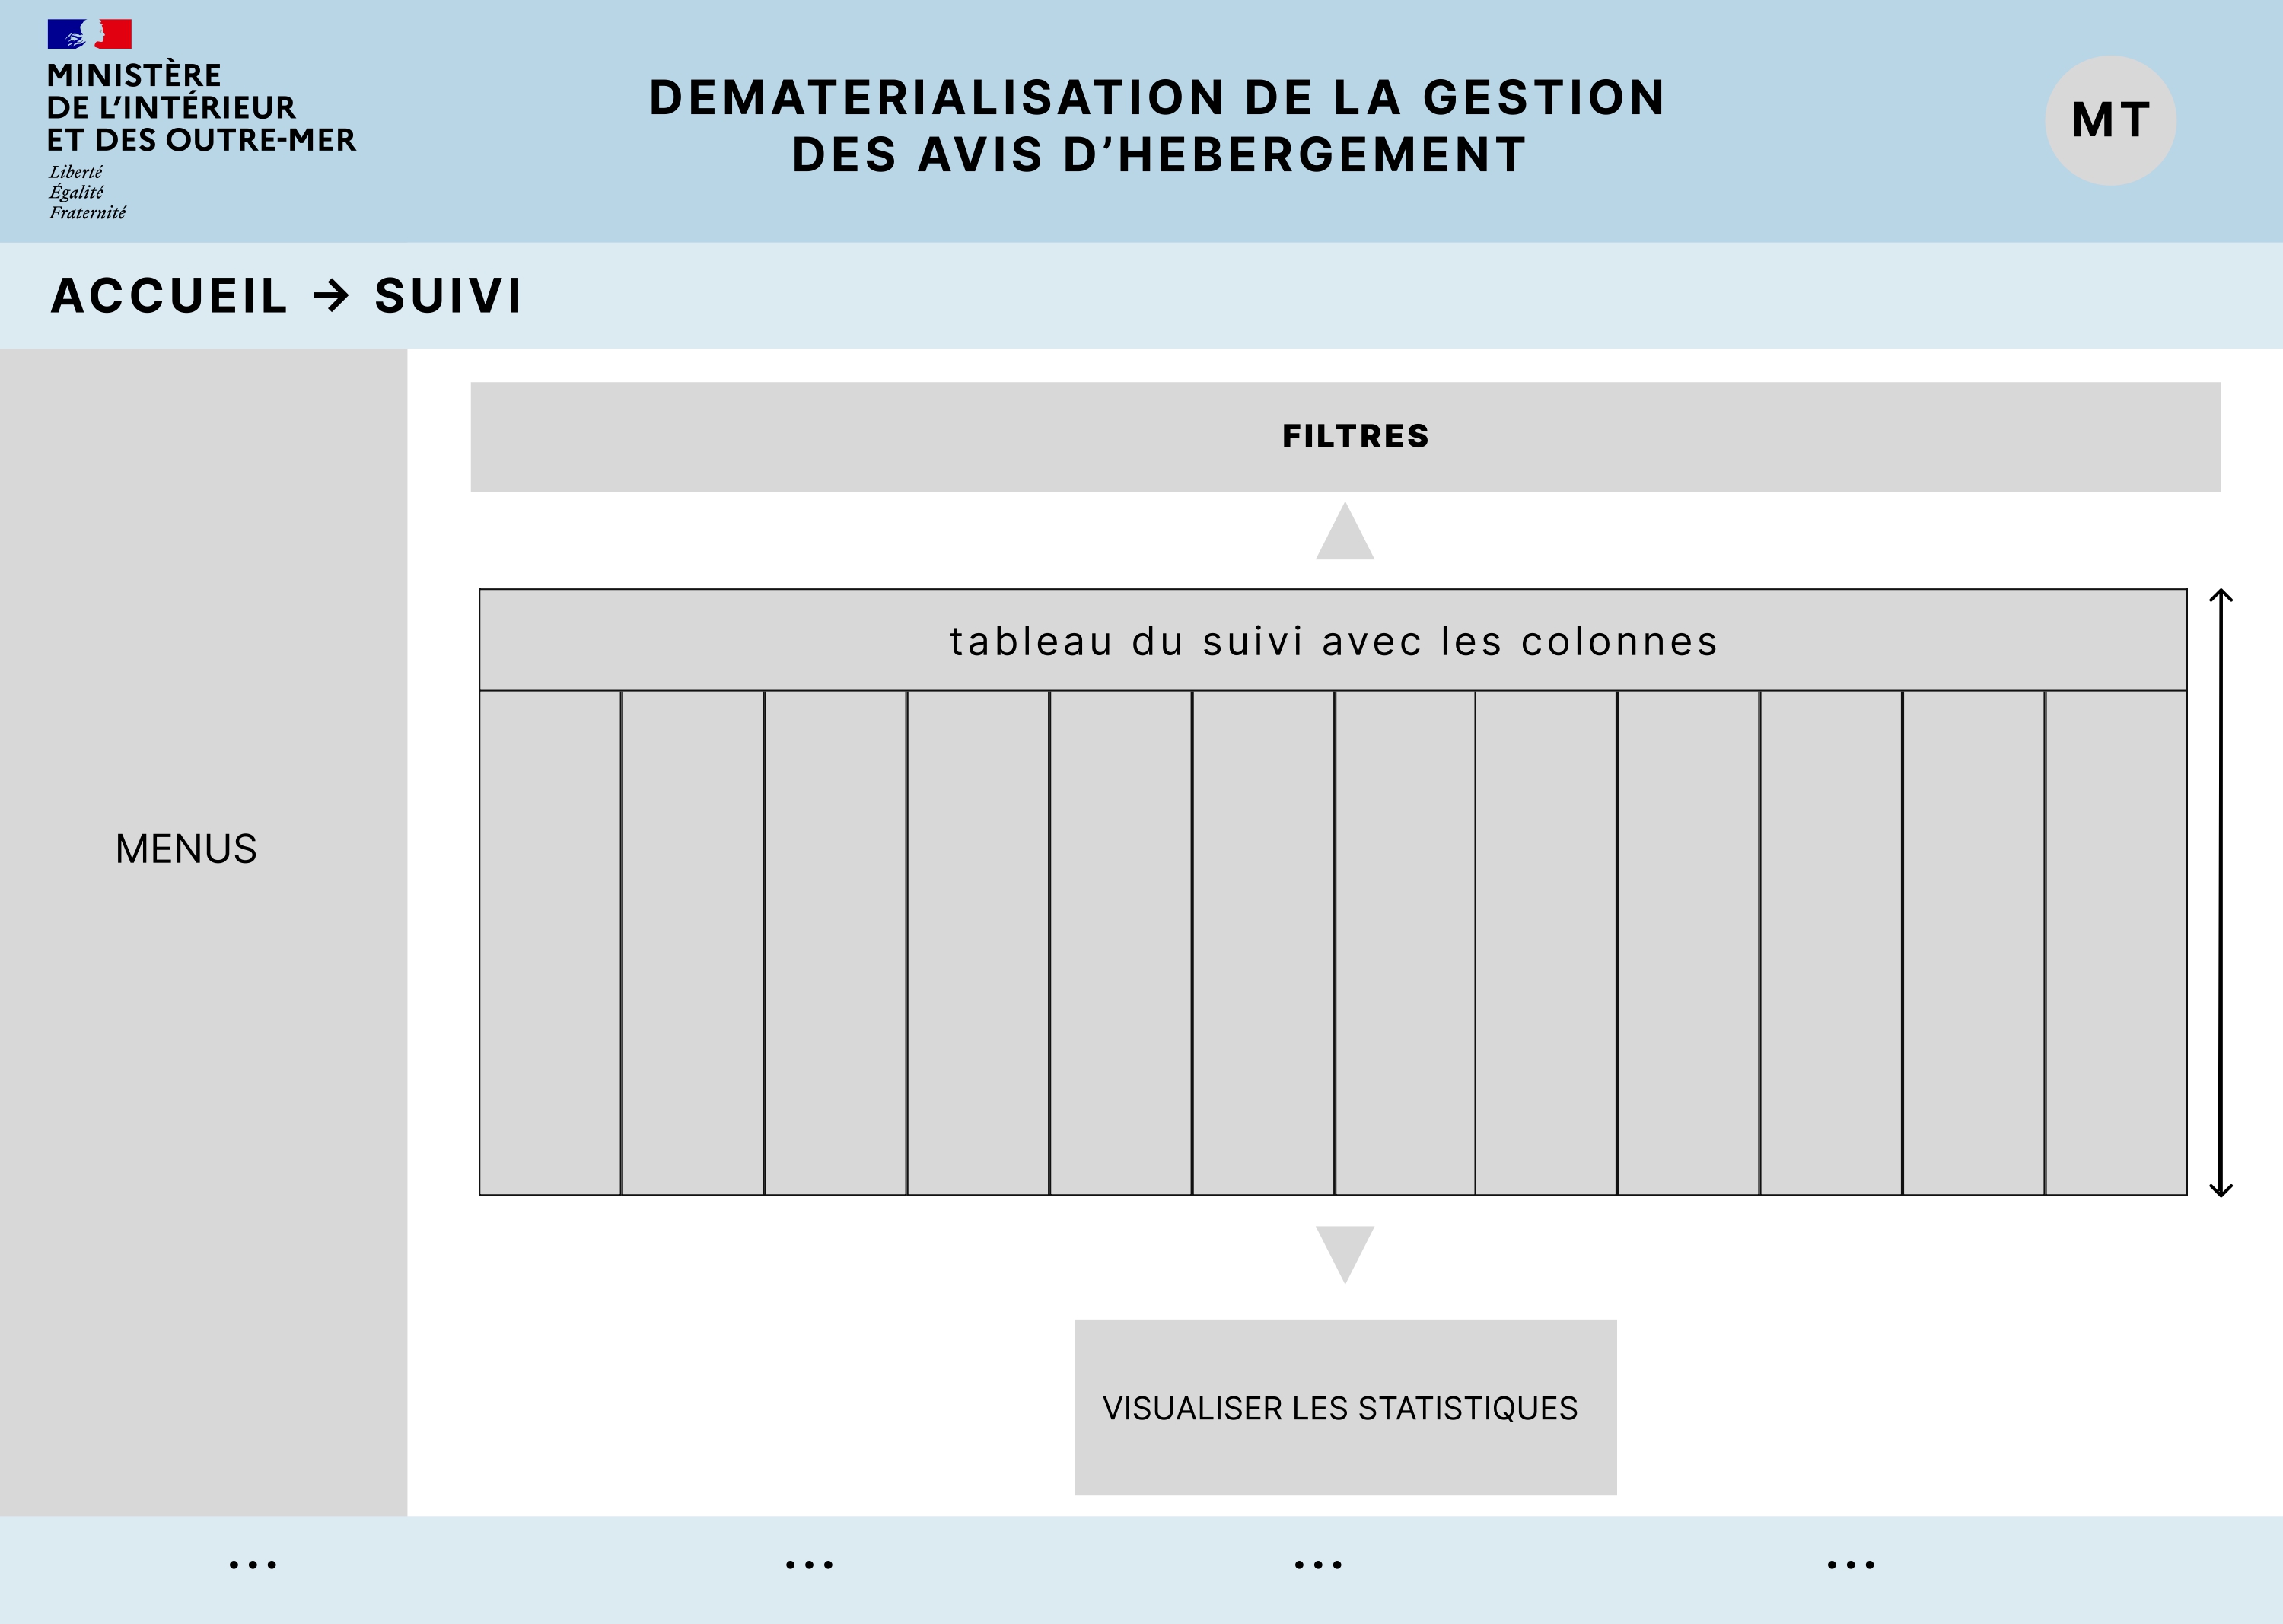 MINISTÈRE
DE L'INTÉRIEUR
ET DES OUTRE-MER
Liberté
Égalité
Fraternité
DEMATERIALISATION DE LA GESTION
DES AVIS D’HEBERGEMENT
MT
ACCUEIL → SUIVI
MENUS
FILTRES
tableau du suivi avec les colonnes
VISUALISER LES STATISTIQUES
... ... ... ...